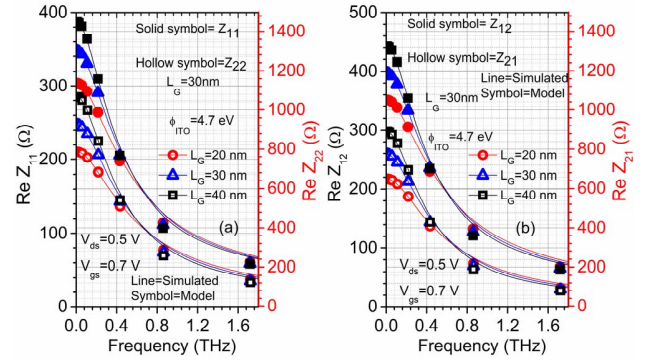 Solid symbol= Z11
Hollow symbol=Z22
LG=30nm
ϕITO=4.7 eV
LG=20 nm
LG=30 nm
LG=40 nm
(a)
Vds=0.5 V
Vgs=0.7 V
Line=Simulated
Symbol=Model
Re Z11 (Ω)
400
300
200
100
0
Re Z22 (Ω)
1400
1200
1000
800
600
400
200
0
0.0 0.4 0.8 1.2 1.6
Frequency (THz)
Solid symbol= Z12
Hollow symbol= Z21
Line=Simulated
Symbol=Model
LG=30nm
ϕITO=4.7 eV
LG=20 nm
LG=30 nm
LG=40 nm
(b)
Vds=0.5 V
Vgs=0.7 V
Re Z12 (Ω)
500
400
300
200
100
0
Re Z21 (Ω)
1400
1200
1000
800
600
400
200
0
0.0 0.4 0.8 1.2 1.6
Frequency (THz)